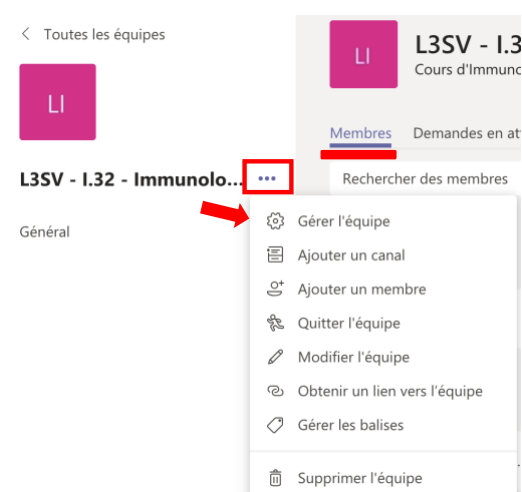 Toutes les équipes
LI
L3SV - I.32 - Immunolo... •••
Général
LI
L3SV - I.3
Cours d'Immuno
Membres Demandes en at
Rechercher des membres
Gérer l'équipe
Ajouter un canal
Ajouter un membre
Quitter l'équipe
Modifier l'équipe
Obtenir un lien vers l'équipe
Gérer les balises
Supprimer l'équipe